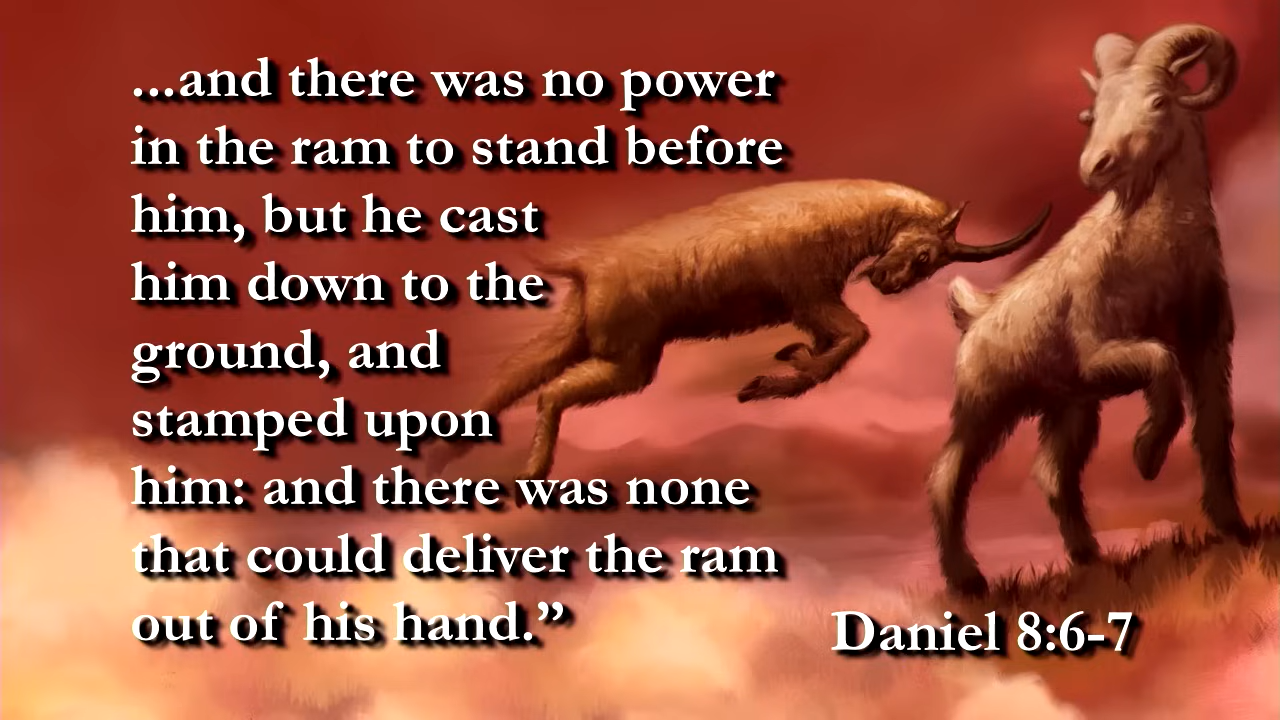 ...and there was no power
in the ram to stand before
him, but he cast
him down to the
ground, and
stamped upon
him: and there was none
that could deliver the ram
out of his hand.”
Daniel 8:6-7